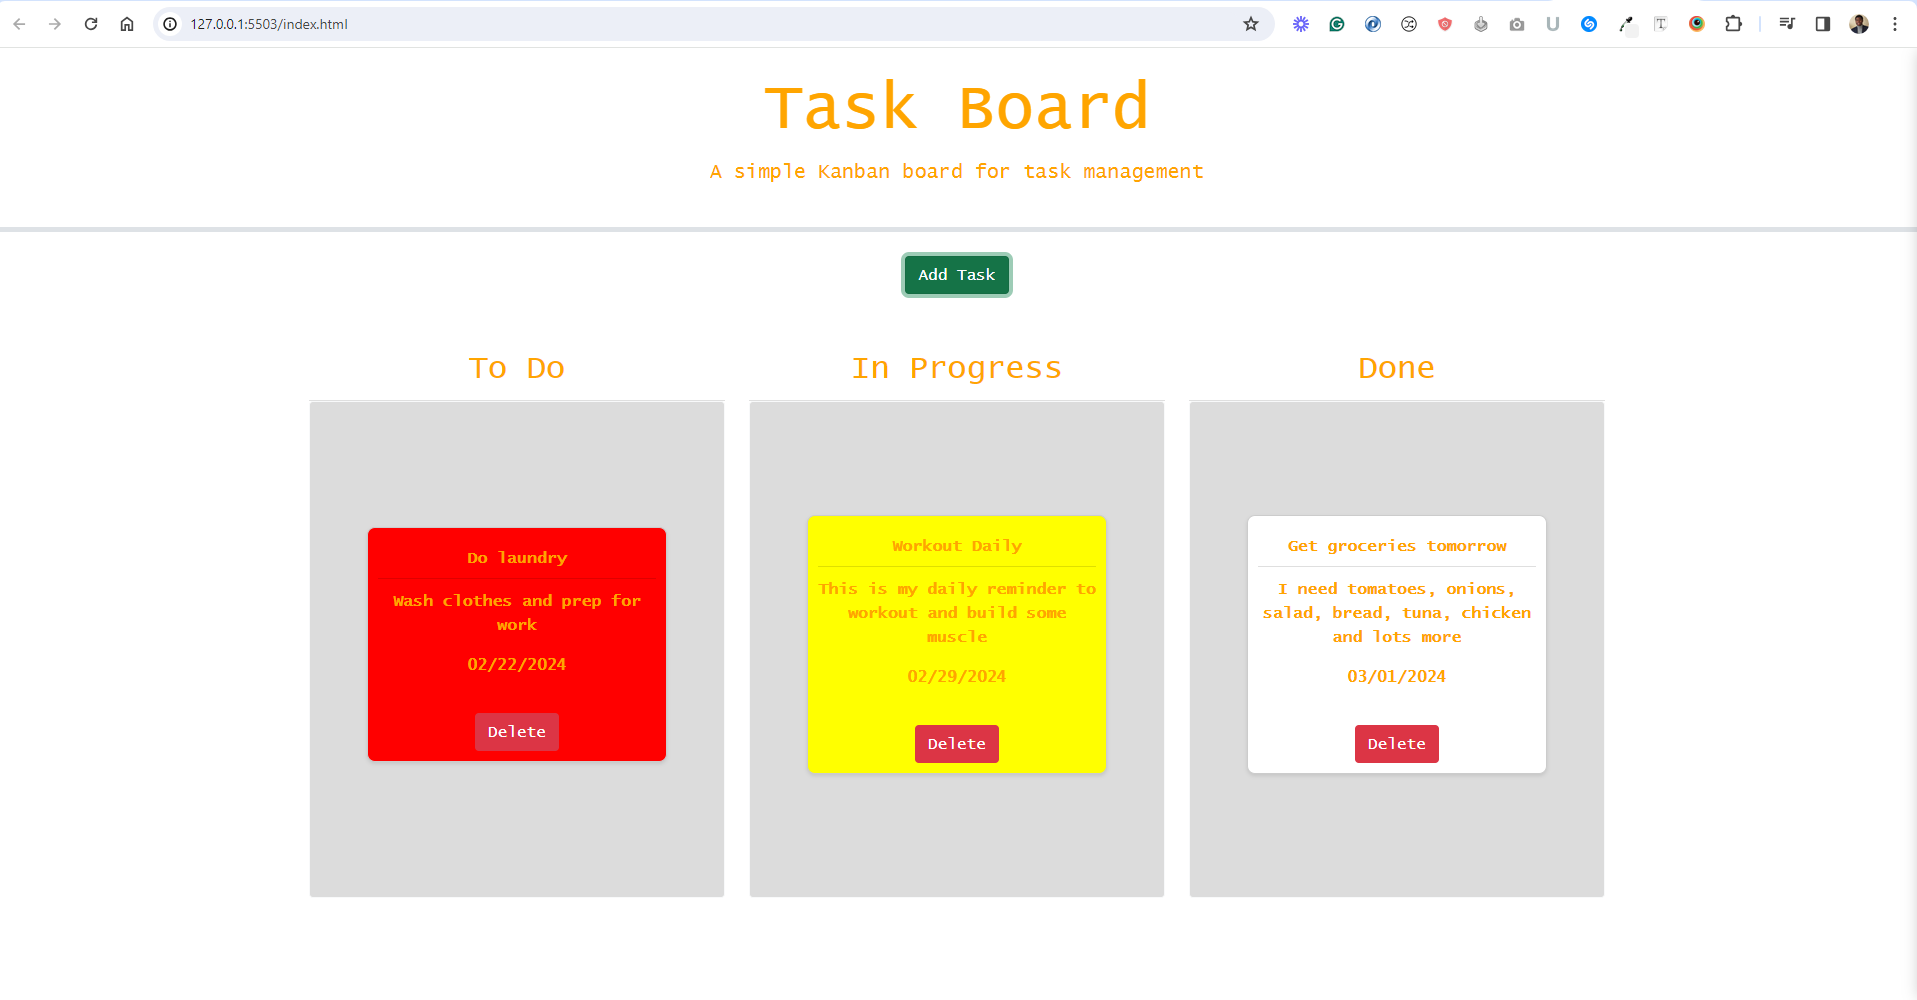 127.0.0.1:5503/index.html
Task Board
A simple Kanban board for task management
Add Task
To Do
In Progress
Done
Do laundry
Wash clothes and prep for
work
02/22/2024
Delete
Workout Daily
This is my daily reminder to
workout and build some
muscle
02/29/2024
Delete
Get groceries tomorrow
I need tomatoes, onions,
salad, bread, tuna, chicken
and lots more
03/01/2024
Delete